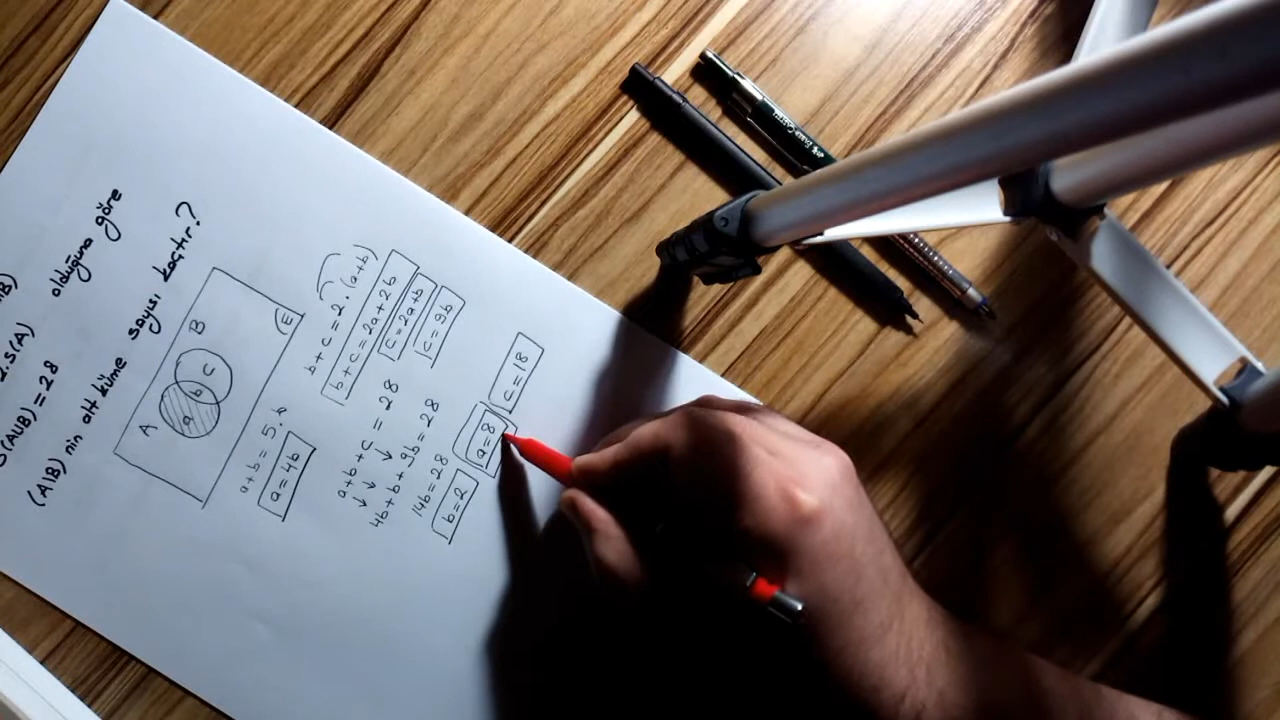 2.S(A)
S(AUB) = 28 olduğuna göre
(A\B) nin alt küme sayısı kaçtır?
A B E
a b c
a+b = 5.b
a = 4b
b+c = 2.(a+b)
b+c = 2a+2b
c = 2a+b
c = 9b
a+b+c = 28
4b+b+9b = 28
14b = 28
b = 2
a = 8
c = 18